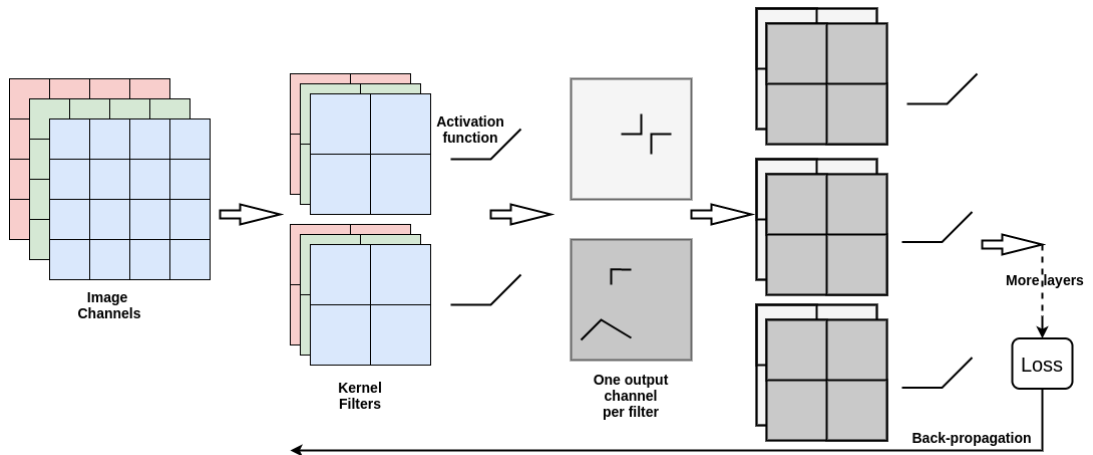 Activation
function
Image
Channels
Kernel
Filters
One output
channel
per filter
More layers
Loss
Back-propagation